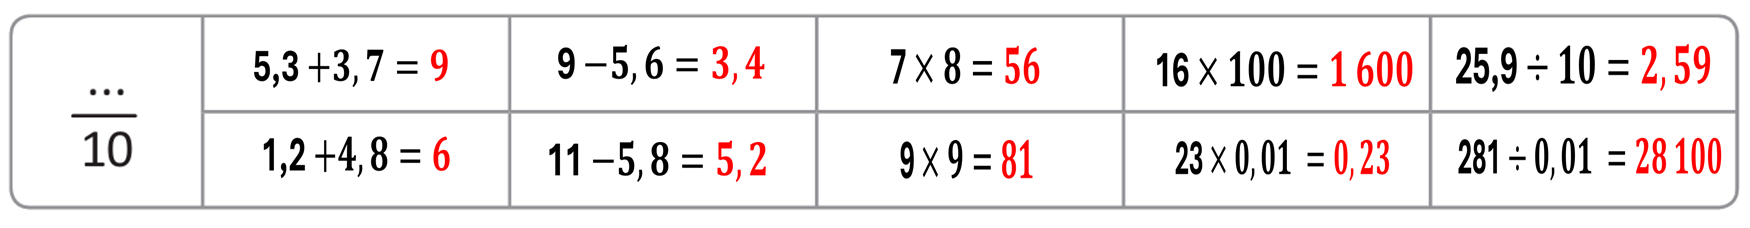 ...
10
5,3 +3, 7 = 9
9 −5, 6 = 3, 4
7 × 8 = 56
16 × 100 = 1 600
25,9 ÷ 10 = 2, 59
1,2 +4, 8 = 6
11 −5, 8 = 5, 2
9 × 9 = 81
23 × 0, 01 = 0, 23
281 ÷ 0, 01 = 28 100